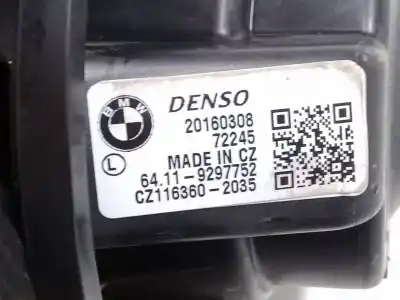 BMW
DENSO
20160308
72245
L
MADE IN CZ
64.11-9297752
CZ116360-2035